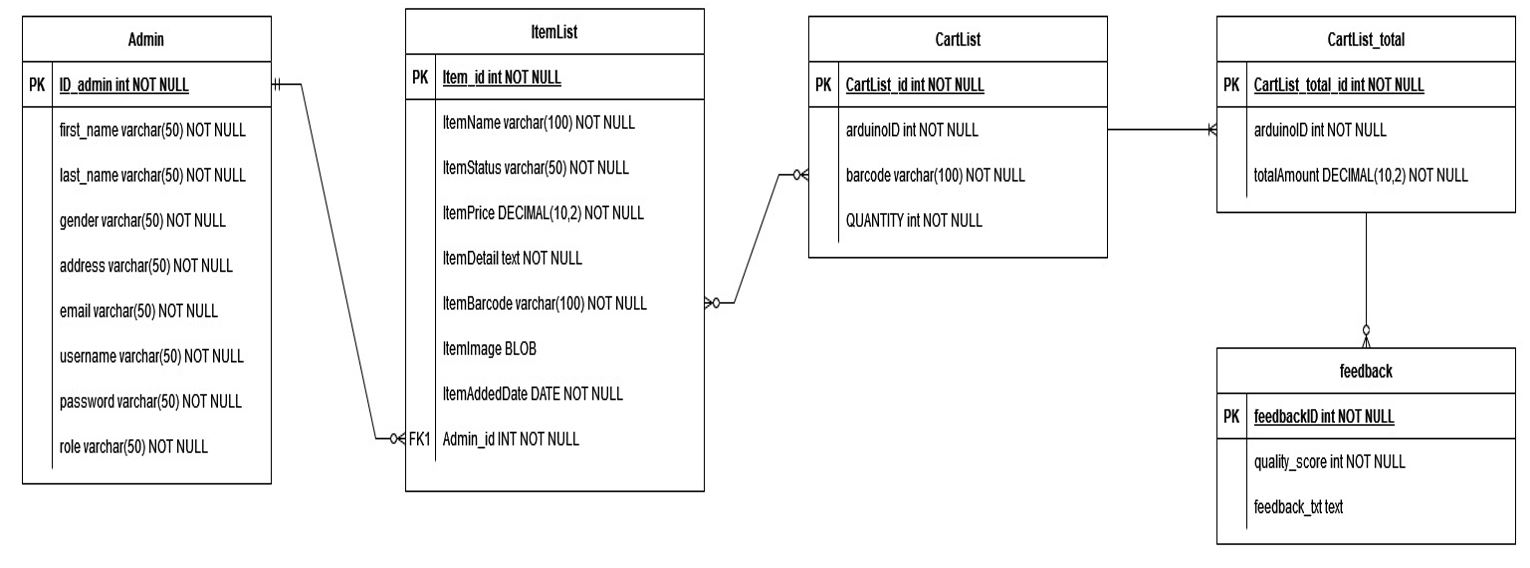 Admin
PK ID_admin int NOT NULL
first_name varchar(50) NOT NULL
last_name varchar(50) NOT NULL
gender varchar(50) NOT NULL
address varchar(50) NOT NULL
email varchar(50) NOT NULL
username varchar(50) NOT NULL
password varchar(50) NOT NULL
role varchar(50) NOT NULL
ItemList
PK Item_id int NOT NULL
ItemName varchar(100) NOT NULL
ItemStatus varchar(50) NOT NULL
ItemPrice DECIMAL(10,2) NOT NULL
ItemDetail text NOT NULL
ItemBarcode varchar(100) NOT NULL
ItemImage BLOB
ItemAddedDate DATE NOT NULL
FK1 Admin_id INT NOT NULL
CartList
PK CartList_id int NOT NULL
arduinoID int NOT NULL
barcode varchar(100) NOT NULL
QUANTITY int NOT NULL
CartList_total
PK CartList_total_id int NOT NULL
arduinoID int NOT NULL
totalAmount DECIMAL(10,2) NOT NULL
feedback
PK feedbackID int NOT NULL
quality_score int NOT NULL
feedback_txt text